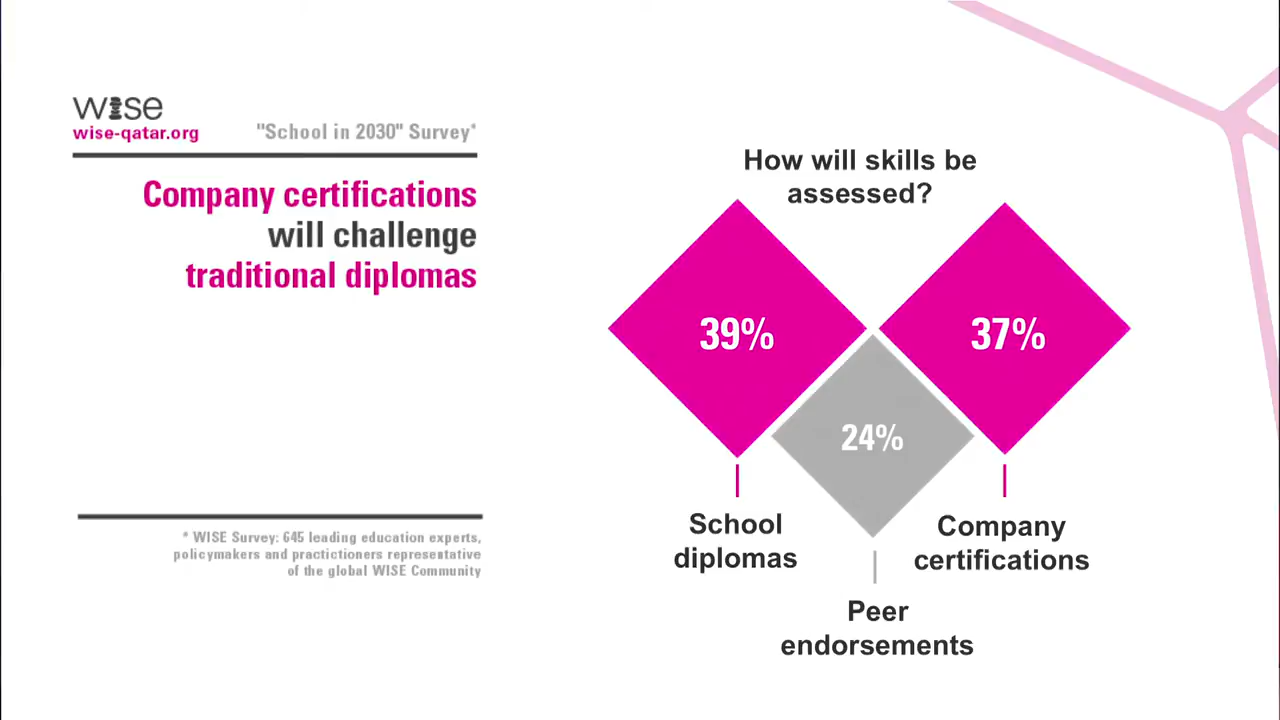 WISE
wise-qatar.org
"School in 2030" Survey*
Company certifications
will challenge
traditional diplomas
* WISE Survey: 645 leading education experts,
policymakers and practictioners representative
of the global WISE Community
How will skills be
assessed?
39%
37%
24%
School
diplomas
Company
certifications
Peer
endorsements